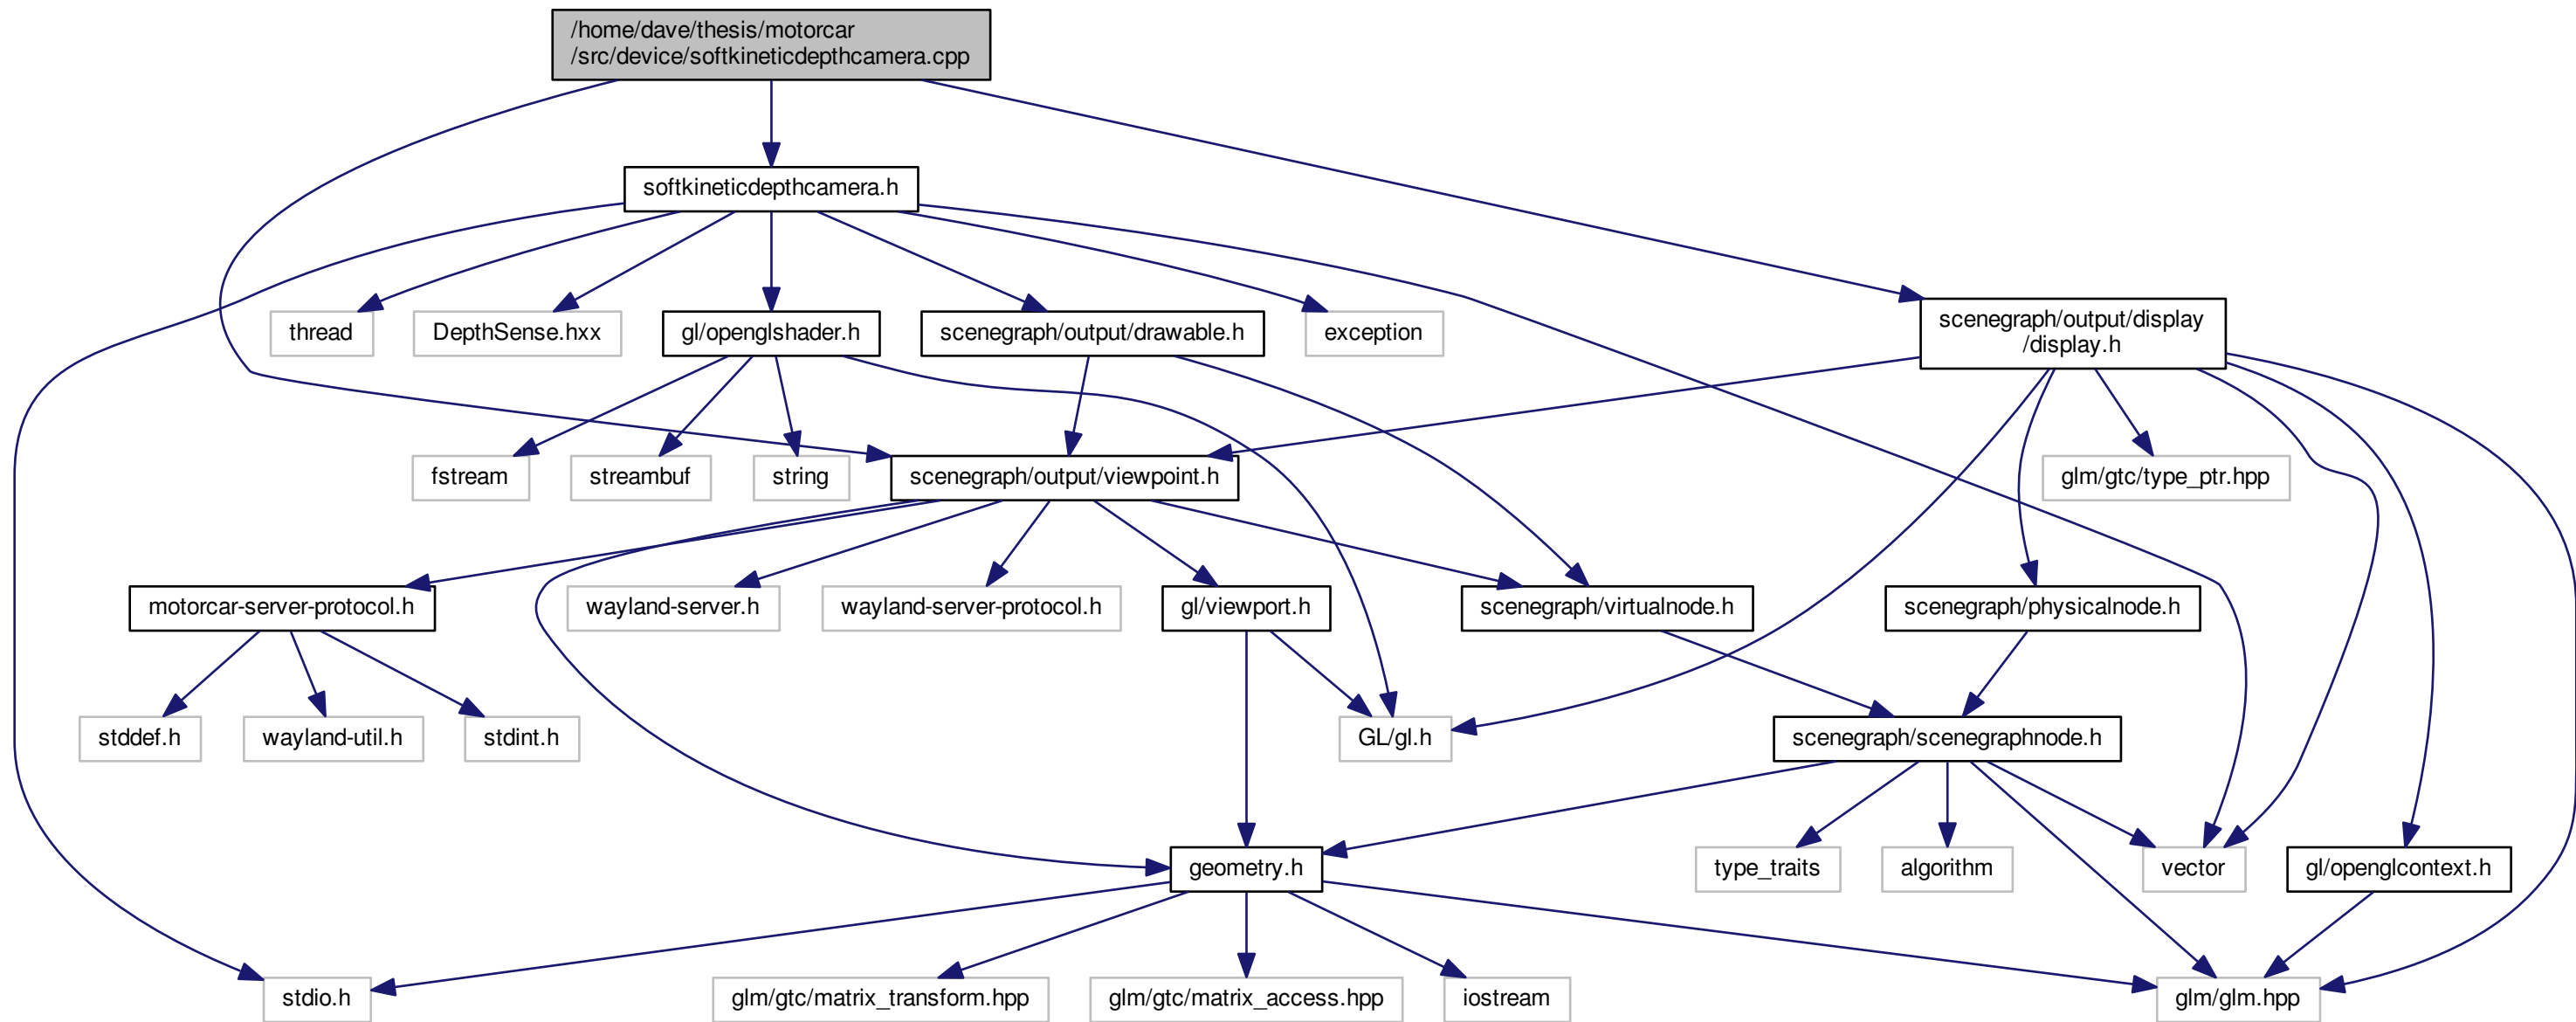 /home/dave/thesis/motorcar
/src/device/softkineticdepthcamera.cpp
softkineticdepthcamera.h
thread
DepthSense.hxx
gl/openglshader.h
scenegraph/output/drawable.h
exception
scenegraph/output/display
/display.h
fstream
streambuf
string
scenegraph/output/viewpoint.h
glm/gtc/type_ptr.hpp
motorcar-server-protocol.h
wayland-server.h
wayland-server-protocol.h
gl/viewport.h
scenegraph/virtualnode.h
scenegraph/physicalnode.h
stddef.h
wayland-util.h
stdint.h
GL/gl.h
scenegraph/scenegraphnode.h
geometry.h
type_traits
algorithm
vector
gl/openglcontext.h
stdio.h
glm/gtc/matrix_transform.hpp
glm/gtc/matrix_access.hpp
iostream
glm/glm.hpp